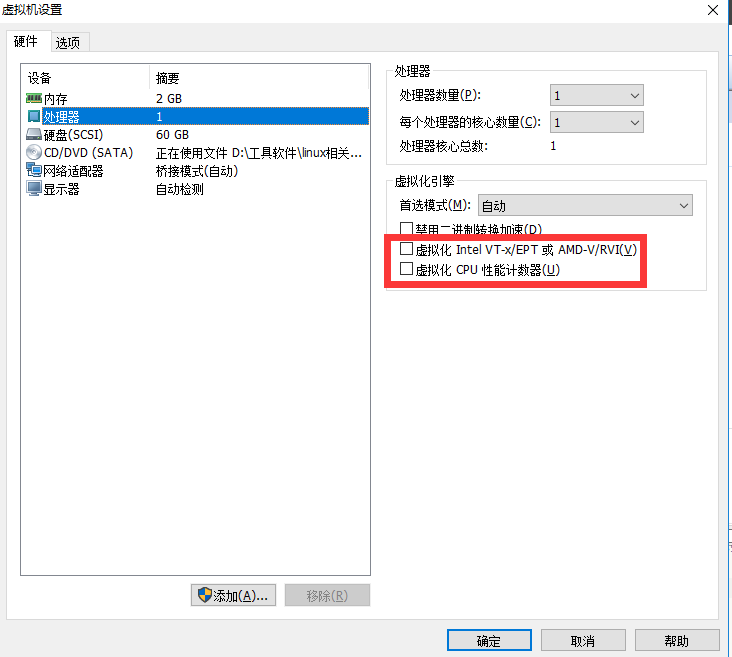 虚拟机设置
硬件 选项
设备 摘要
内存 2 GB
处理器 1
硬盘(SCSI) 60 GB
CD/DVD (SATA) 正在使用文件 D:\工具软件\linux相关...
网络适配器 桥接模式(自动)
显示器 自动检测
添加(A)... 移除(R)
处理器
处理器数量(P): 1
每个处理器的核心数量(C): 1
处理器核心总数: 1
虚拟化引擎
首选模式(M): 自动
禁用二进制转换加速(D)
虚拟化 Intel VT-x/EPT 或 AMD-V/RVI(V)
虚拟化 CPU 性能计数器(U)
确定 取消 帮助